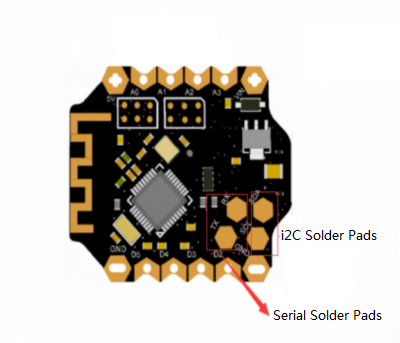 A0 A1 A2 A3
5V
VIN
RX
SDA
i2C Solder Pads
TX
SCL
GND D5 D4 D3 D2
Serial Solder Pads